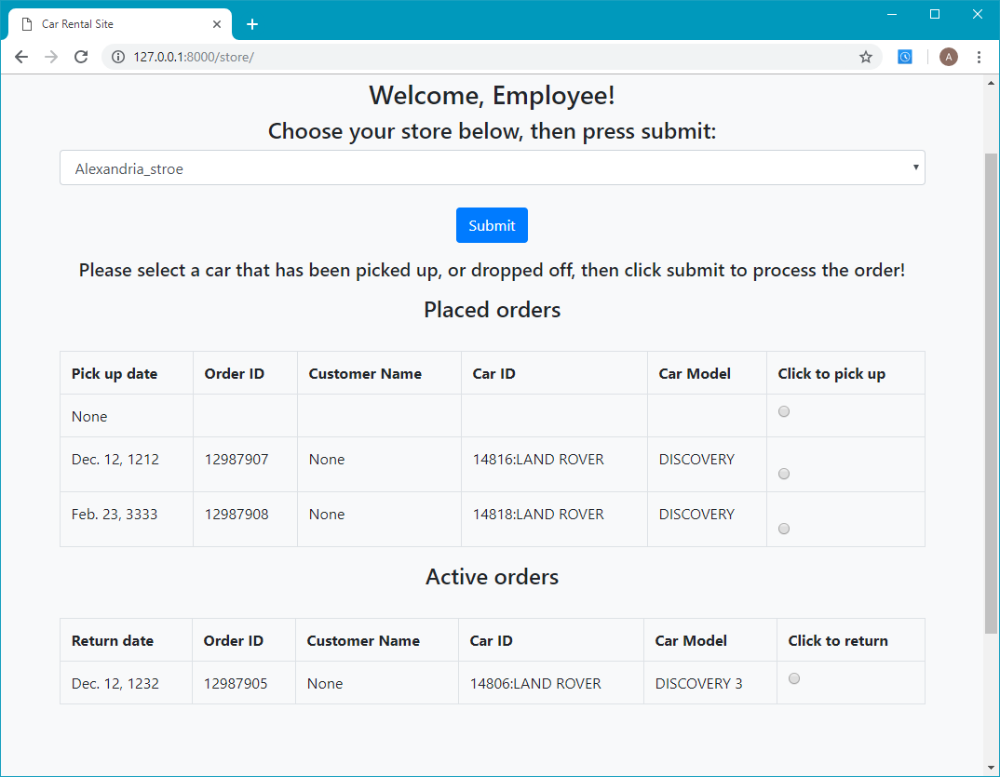 Car Rental Site
127.0.0.1:8000/store/
A
Welcome, Employee!
Choose your store below, then press submit:
Alexandria_stroe
Submit
Please select a car that has been picked up, or dropped off, then click submit to process the order!
Placed orders
Pick up date Order ID Customer Name Car ID Car Model Click to pick up
None
Dec. 12, 1212 12987907 None 14816:LAND ROVER DISCOVERY
Feb. 23, 3333 12987908 None 14818:LAND ROVER DISCOVERY
Active orders
Return date Order ID Customer Name Car ID Car Model Click to return
Dec. 12, 1232 12987905 None 14806:LAND ROVER DISCOVERY 3